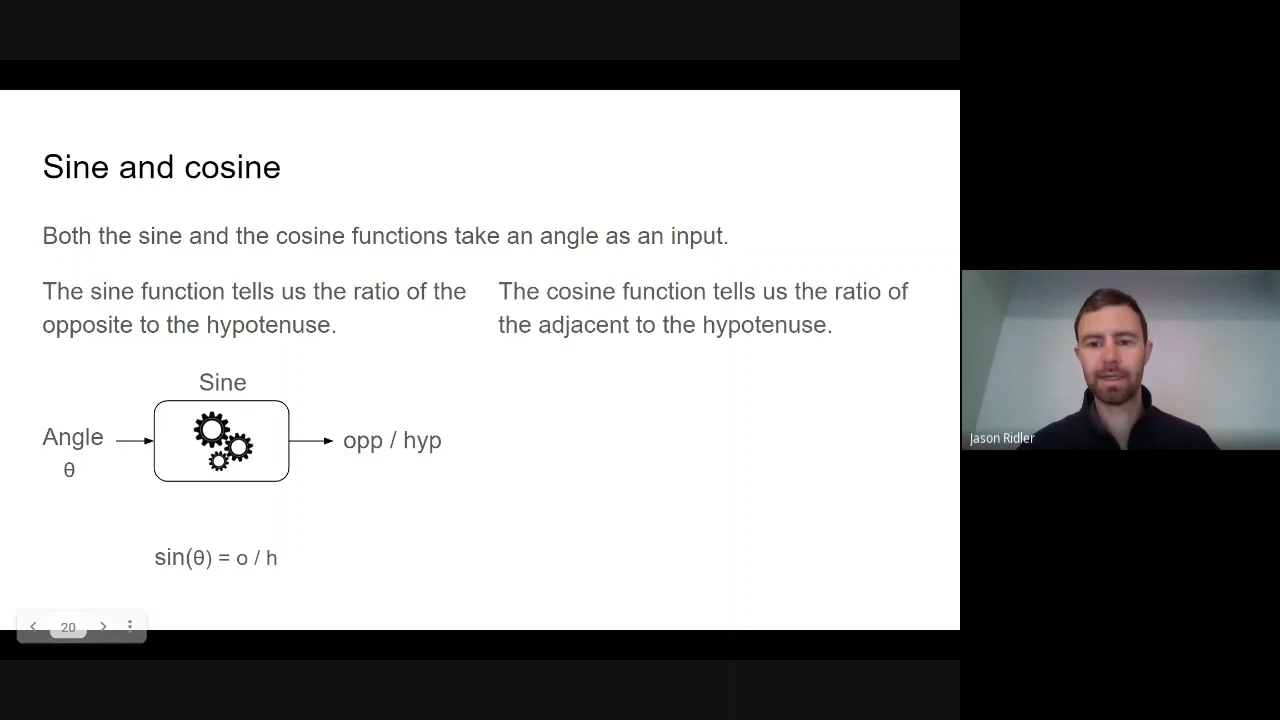 Sine and cosine
Both the sine and the cosine functions take an angle as an input.
The sine function tells us the ratio of the
opposite to the hypotenuse.
The cosine function tells us the ratio of
the adjacent to the hypotenuse.
Sine
Angle
θ
opp / hyp
sin(θ) = o / h
20
Jason Ridler